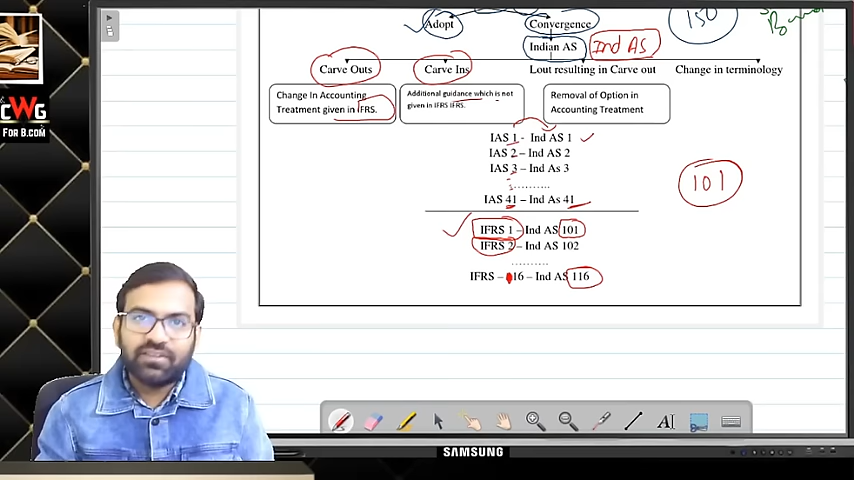 150
Adopt
Convergence
Indian AS
Ind AS
Carve Outs
Carve Ins
Lout resulting in Carve out
Change in terminology
Change In Accounting
Treatment given in IFRS.
Additional guidance which is not
given in IFRS IFRS.
Removal of Option in
Accounting Treatment
IAS 1 - Ind AS 1
IAS 2 – Ind AS 2
IAS 3 – Ind As 3
..........
IAS 41 – Ind As 41
101
IFRS 1 – Ind AS 101
IFRS 2 – Ind AS 102
..........
IFRS – 16 – Ind AS 116
CWG
FOR B.COM
SAMSUNG
AI